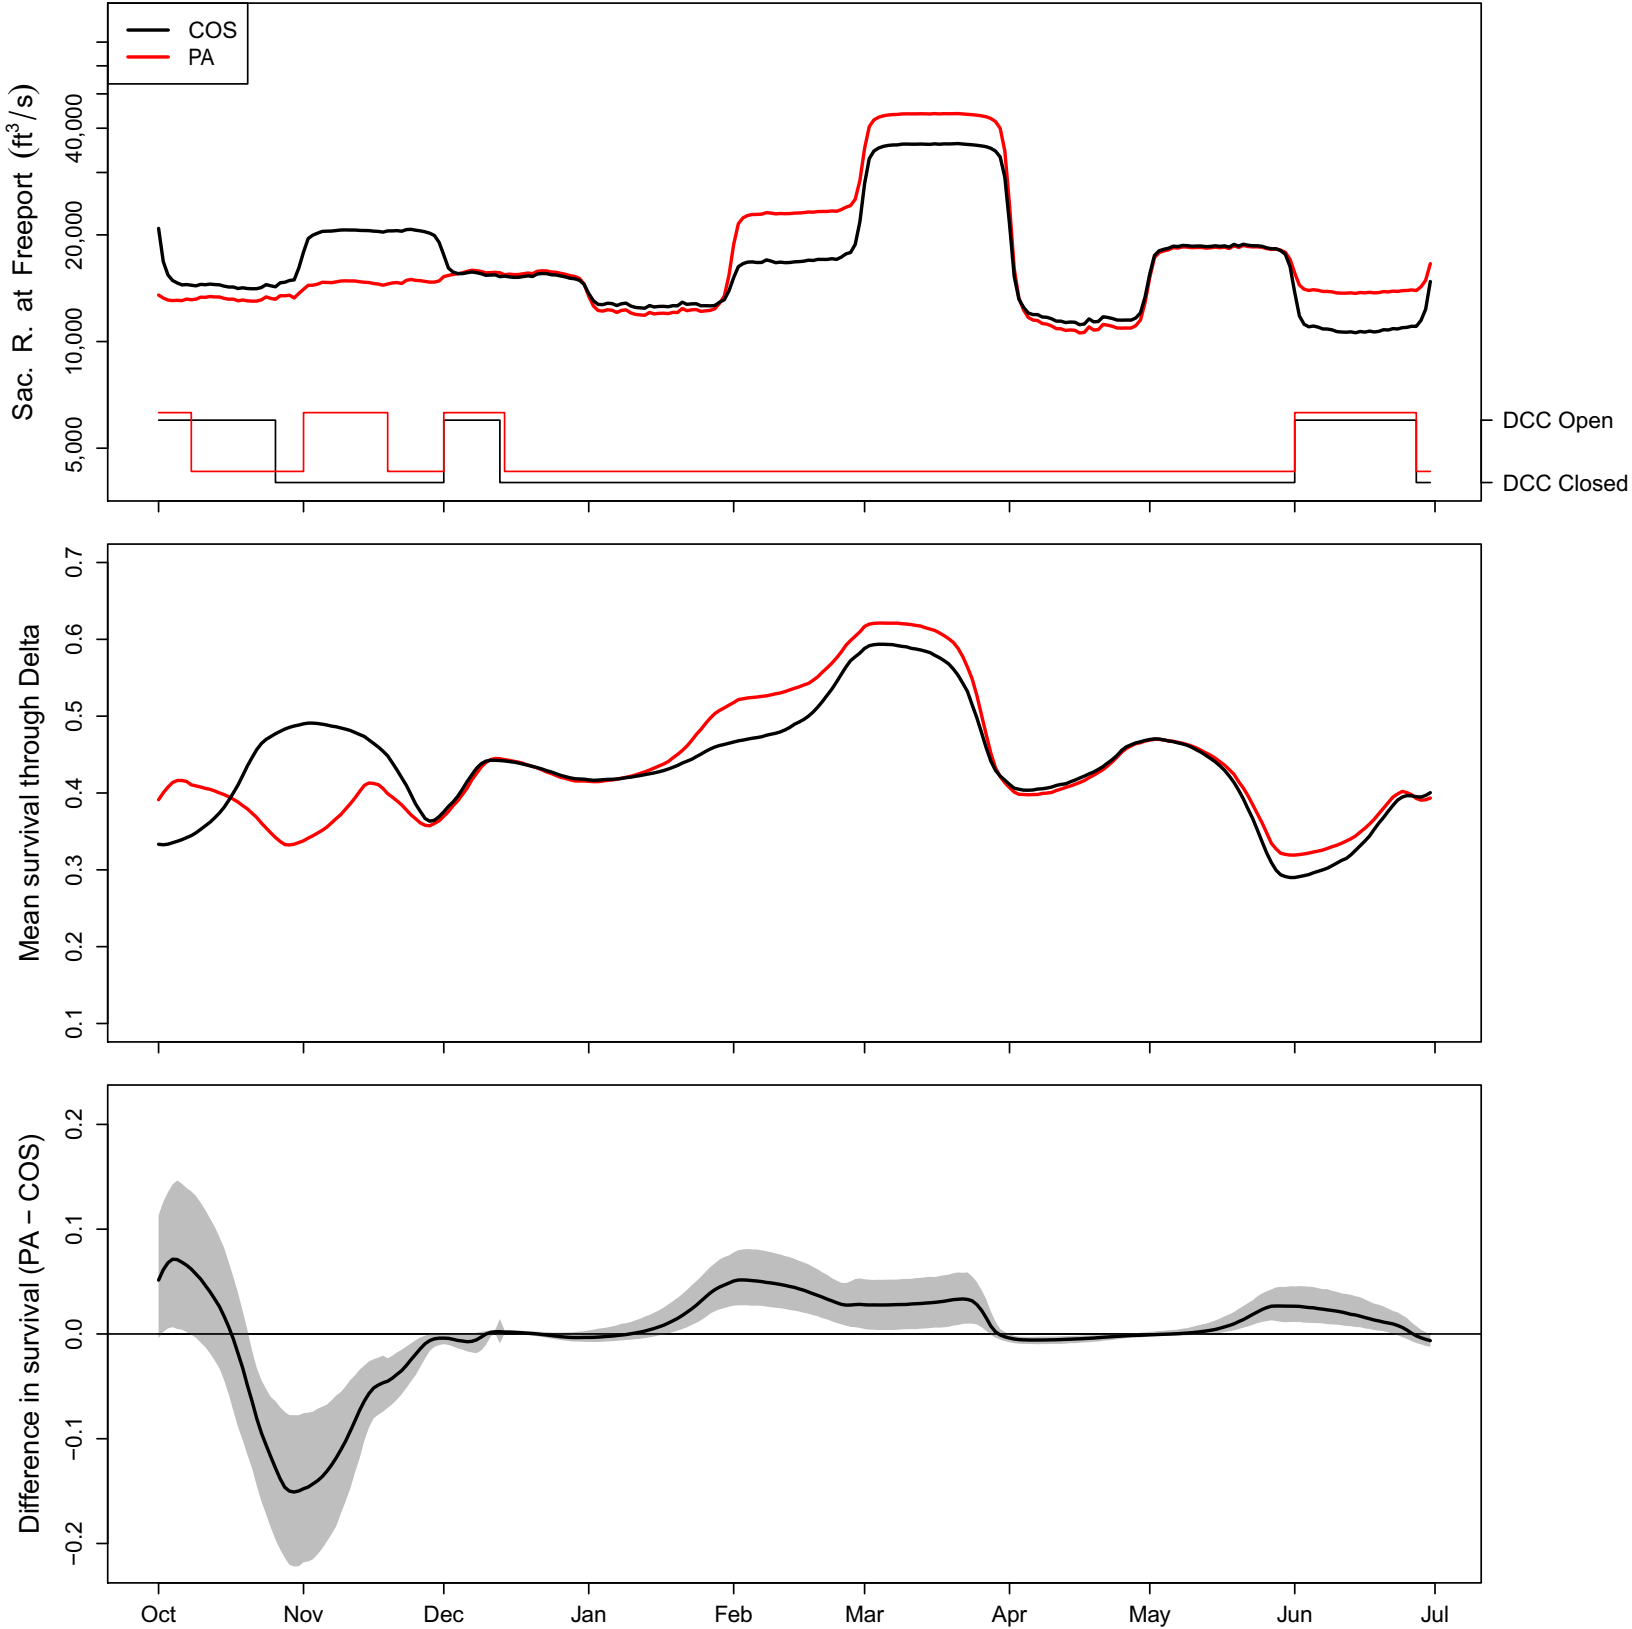 COS
PA
Sac. R. at Freeport (ft³/s)
40,000
20,000
10,000
5,000
DCC Open
DCC Closed
Mean survival through Delta
0.7
0.6
0.5
0.4
0.3
0.2
0.1
Difference in survival (PA − COS)
0.2
0.1
0.0
−0.1
−0.2
Oct Nov Dec Jan Feb Mar Apr May Jun Jul